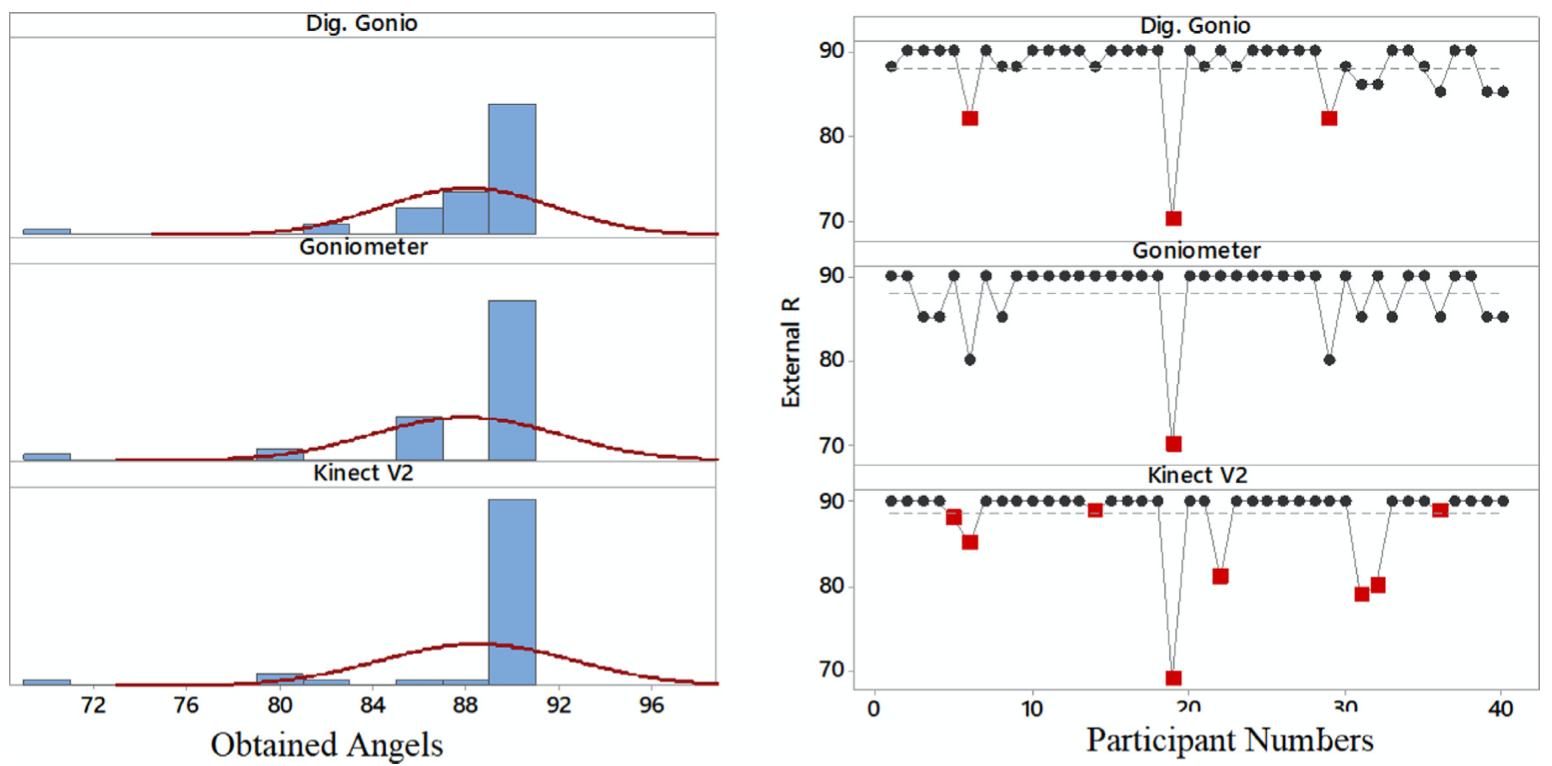 Dig. Gonio
Goniometer
Kinect V2
72 76 80 84 88 92 96
Obtained Angels
Dig. Gonio
90
80
70
Goniometer
90
80
70
Kinect V2
90
80
70
External R
0 10 20 30 40
Participant Numbers